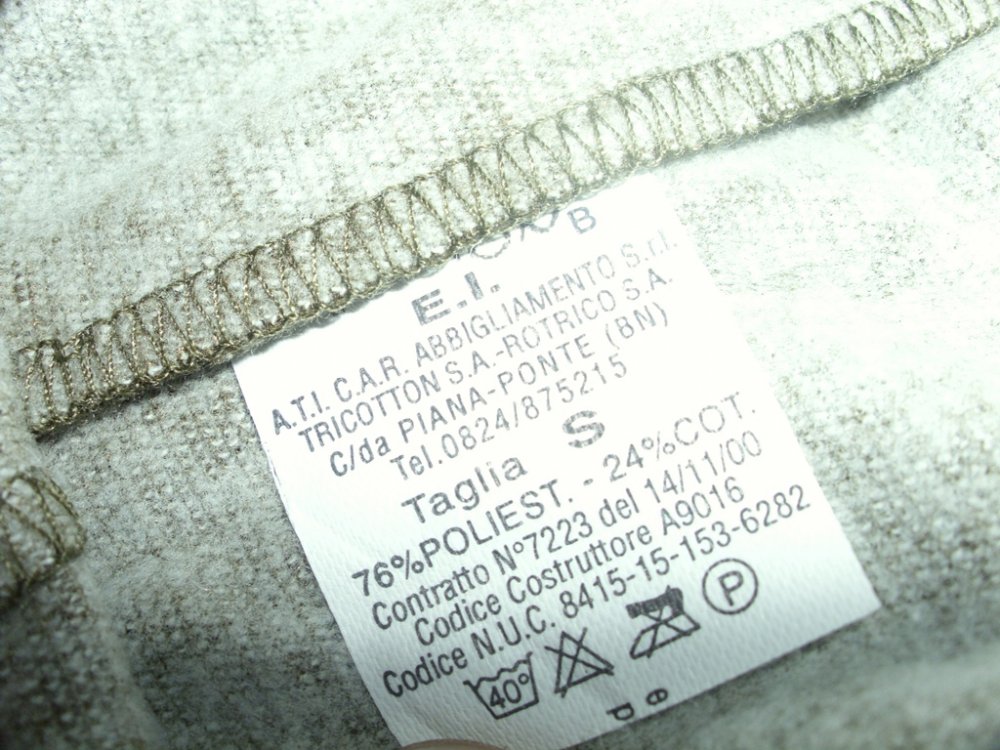 B
E.I.
A.T.I. C.A.R. ABBIGLIAMENTO S.r.l.
TRICOTTON S.A.-ROTRICO S.A.
C/da PIANA-PONTE (BN)
Tel.0824/875215
Taglia S
76%POLIEST. - 24%COT.
Contratto N°7223 del 14/11/00
Codice Costruttore A9016
Codice N.U.C. 8415-15-153-6282
40° P